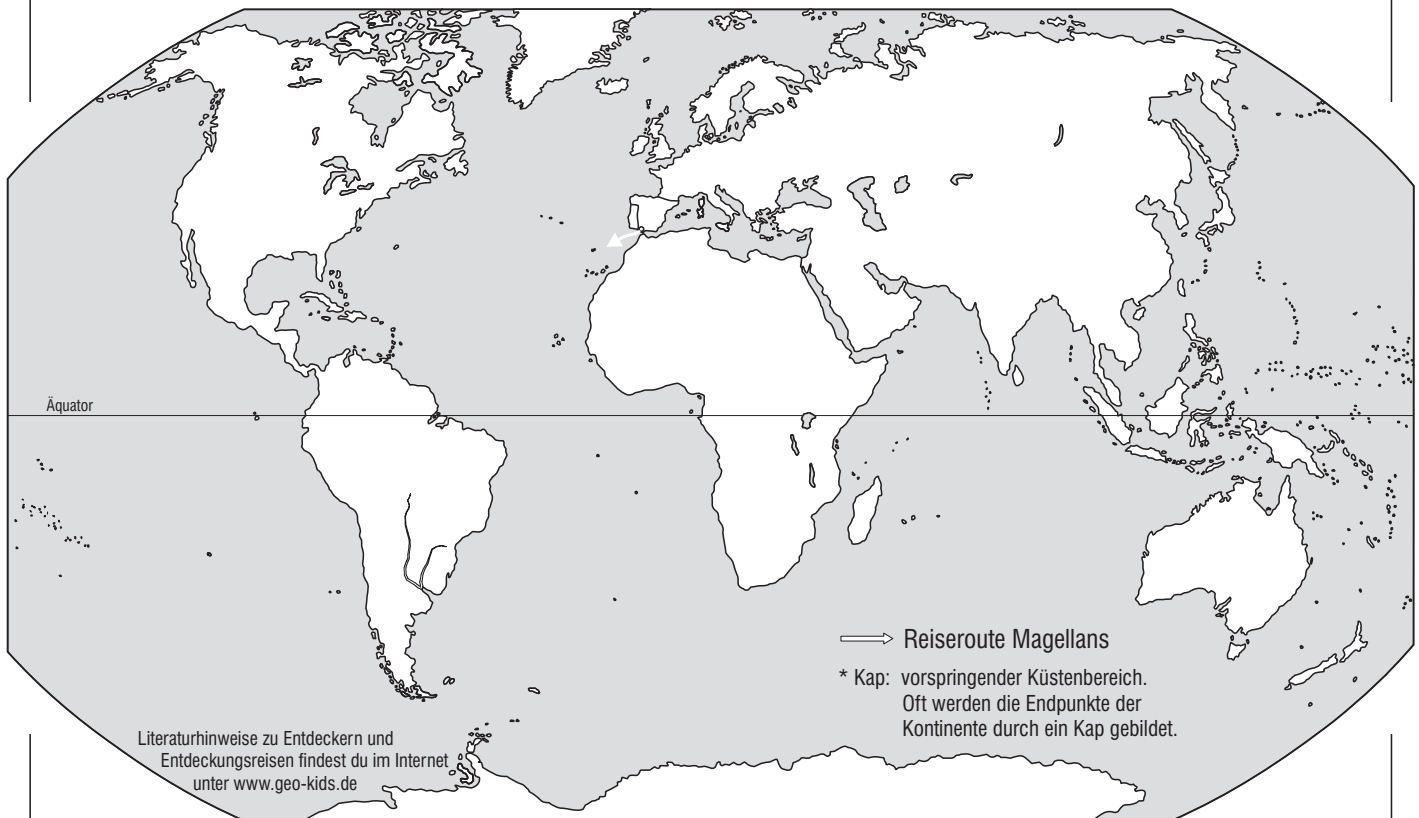 Äquator
Reiseroute Magellans
* Kap: vorspringender Küstenbereich.
Oft werden die Endpunkte der
Kontinente durch ein Kap gebildet.
Literaturhinweise zu Entdeckern und
Entdeckungsreisen findest du im Internet
unter www.geo-kids.de